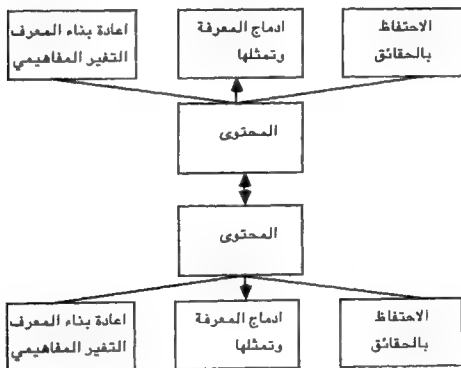 الاحتفاظ
بالحقائق
ادماج المعرفة
وتمثلها
اعادة بناء المعرف
التغير المفاهيمي
المحتوى
المحتوى
الاحتفاظ
بالحقائق
ادماج المعرفة
وتمثلها
اعادة بناء المعرف
التغير المفاهيمي